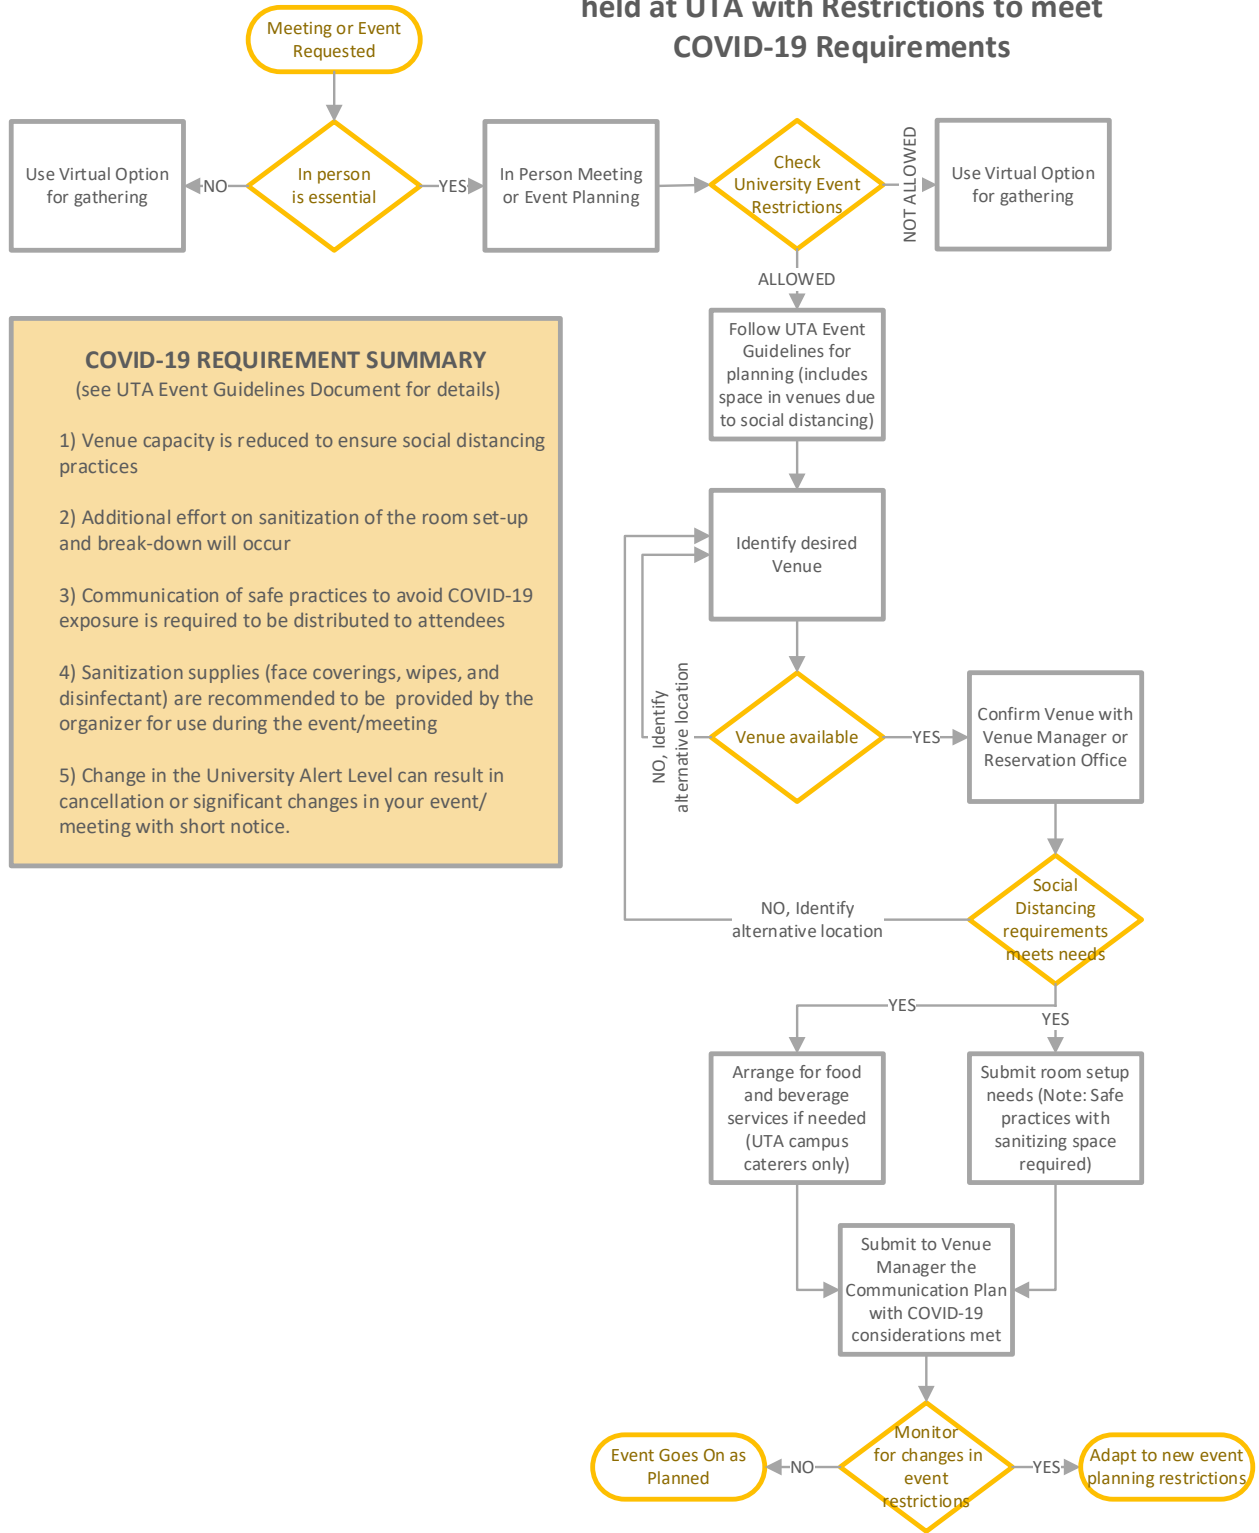 held at UTA with Restrictions to meet
COVID-19 Requirements
Meeting or Event
Requested
Use Virtual Option
for gathering
NO
In person
is essential
YES
In Person Meeting
or Event Planning
Check
University Event
Restrictions
NOT ALLOWED
Use Virtual Option
for gathering
ALLOWED
Follow UTA Event
Guidelines for
planning (includes
space in venues due
to social distancing)
COVID-19 REQUIREMENT SUMMARY
(see UTA Event Guidelines Document for details)
1) Venue capacity is reduced to ensure social distancing
practices
2) Additional effort on sanitization of the room set-up
and break-down will occur
3) Communication of safe practices to avoid COVID-19
exposure is required to be distributed to attendees
4) Sanitization supplies (face coverings, wipes, and
disinfectant) are recommended to be  provided by the
organizer for use during the event/meeting
5) Change in the University Alert Level can result in
cancellation or significant changes in your event/
meeting with short notice.
Identify desired
Venue
NO, Identify
alternative location
Venue available
YES
Confirm Venue with
Venue Manager or
Reservation Office
Social
Distancing
requirements
meets needs
NO, Identify
alternative location
YES
YES
Arrange for food
and beverage
services if needed
(UTA campus
caterers only)
Submit room setup
needs (Note: Safe
practices with
sanitizing space
required)
Submit to Venue
Manager the
Communication Plan
with COVID-19
considerations met
Monitor
for changes in
event
restrictions
NO
Event Goes On as
Planned
YES
Adapt to new event
planning restrictions